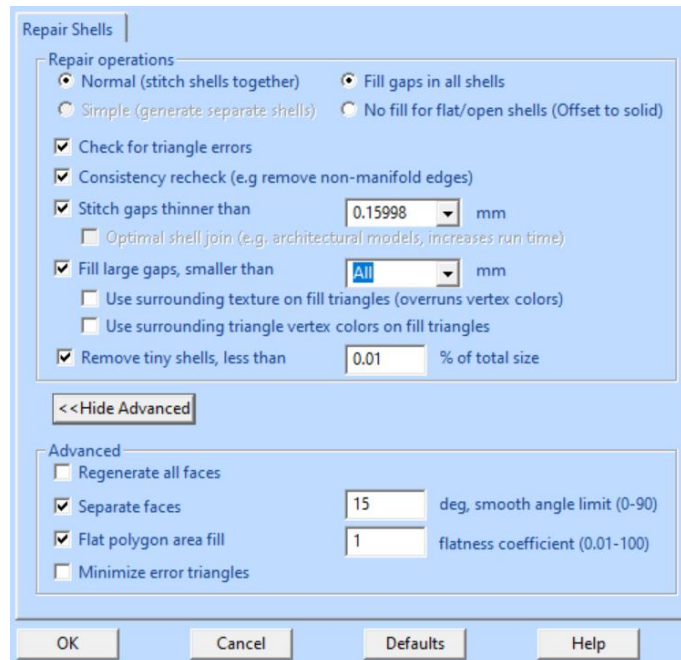 Repair Shells
Repair operations
Normal (stitch shells together) Fill gaps in all shells
Simple (generate separate shells) No fill for flat/open shells (Offset to solid)
Check for triangle errors
Consistency recheck (e.g remove non-manifold edges)
Stitch gaps thinner than 0.15998 mm
Optimal shell join (e.g. architectural models, increases run time)
Fill large gaps, smaller than All mm
Use surrounding texture on fill triangles (overruns vertex colors)
Use surrounding triangle vertex colors on fill triangles
Remove tiny shells, less than 0.01 % of total size
<<Hide Advanced
Advanced
Regenerate all faces
Separate faces 15 deg, smooth angle limit (0-90)
Flat polygon area fill 1 flatness coefficient (0.01-100)
Minimize error triangles
OK Cancel Defaults Help